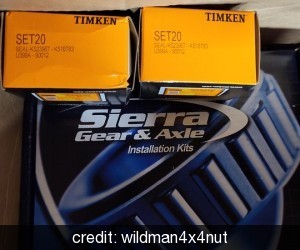 TIMKEN
SET20
TIMKEN
SET20
Sierra
Gear & Axle
Installation Kits
credit: wildman4x4nut